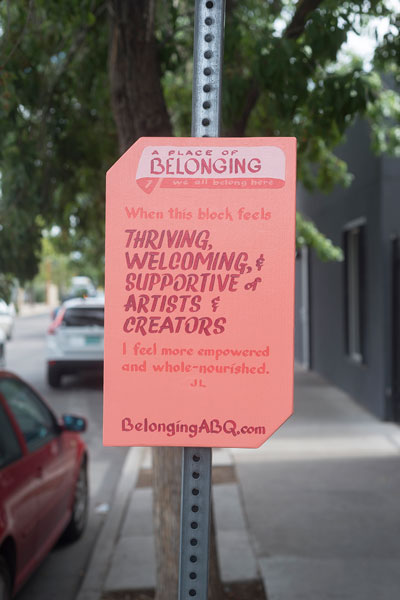 A PLACE OF
BELONGING
we all belong here
When this block feels
THRIVING,
WELCOMING, &
SUPPORTIVE of
ARTISTS &
CREATORS
I feel more empowered
and whole-nourished.
JL
BelongingABQ.com